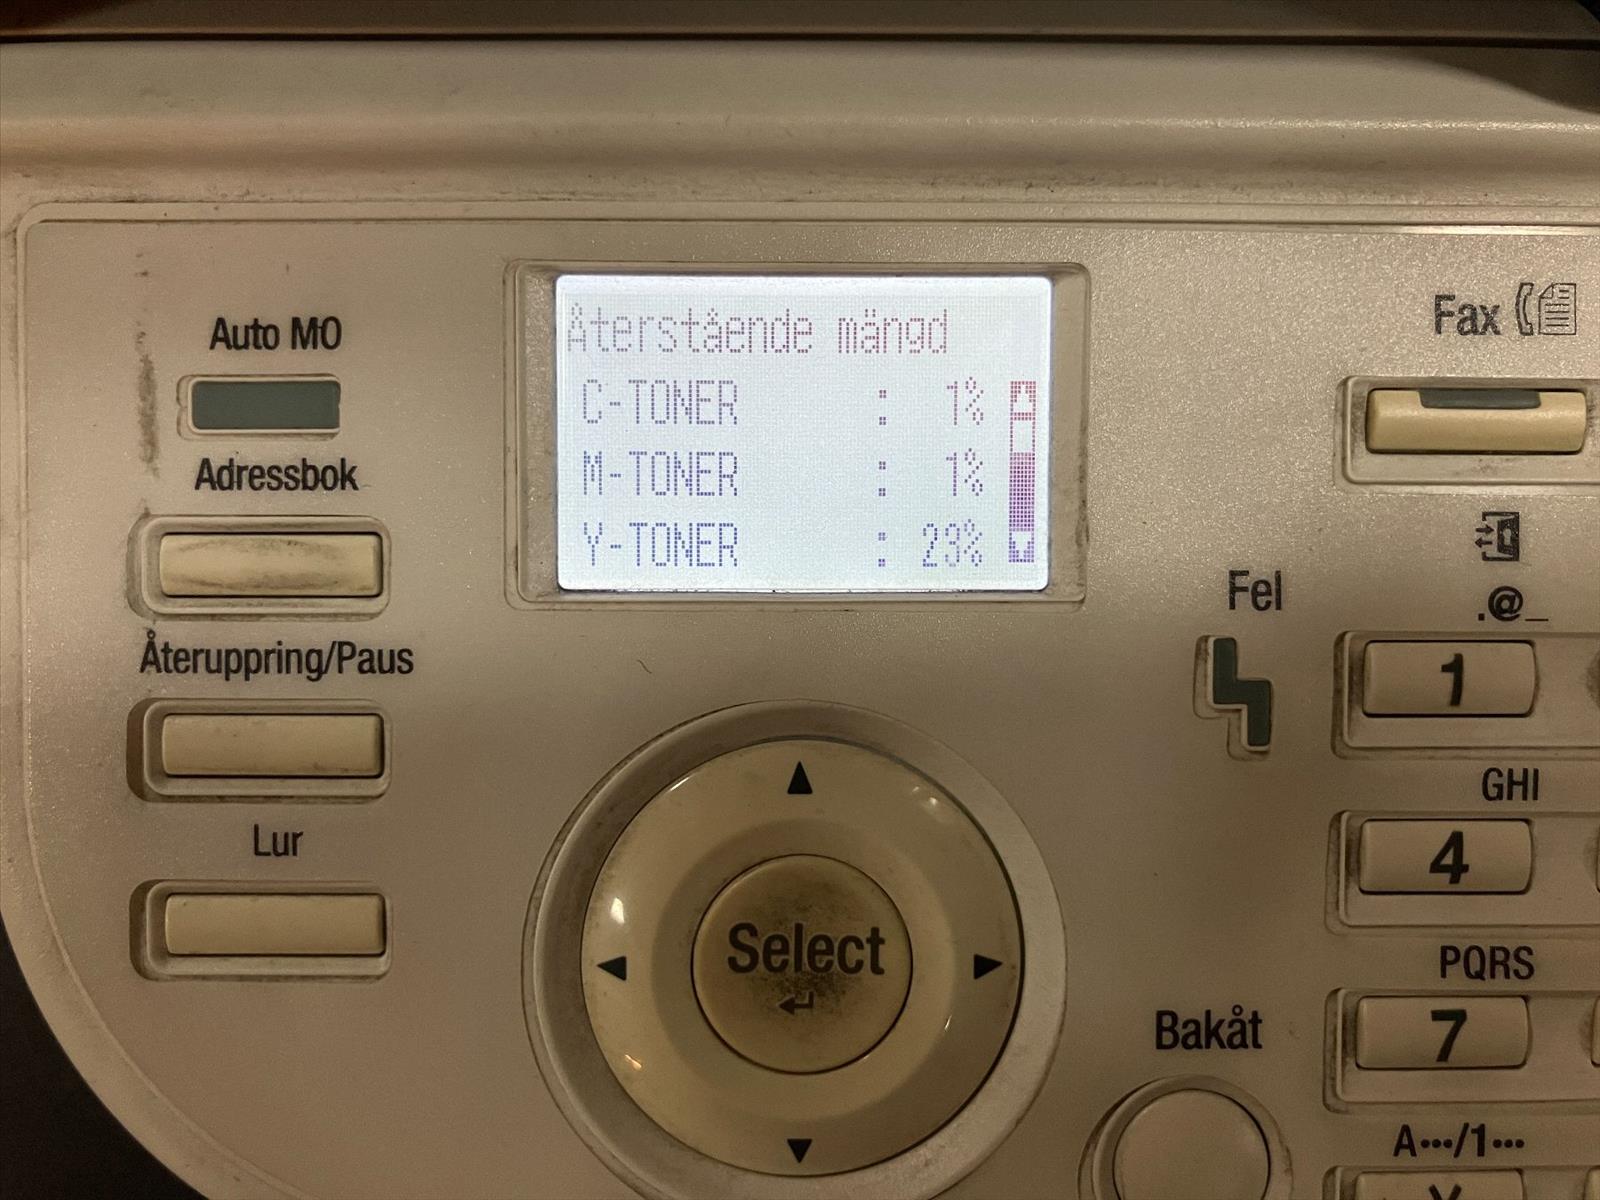 Återstående mängd
C-TONER : 1%
M-TONER : 1%
Y-TONER : 23%
Auto MO
Adressbok
Återuppring/Paus
Lur
Select
Fax
Fel
.@_
1
GHI
4
PQRS
7
Bakåt
A···/1···